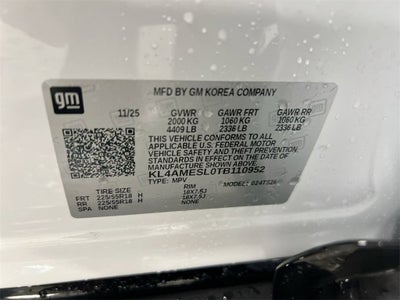 gm
MFD BY GM KOREA COMPANY
11/25 GVWR GAWR FRT GAWR RR
2000 KG 1060 KG 1060 KG
4409 LB 2336 LB 2336 LB
THIS VEHICLE CONFORMS TO ALL
APPLICABLE U.S. FEDERAL MOTOR
VEHICLE SAFETY AND THEFT PREVENTION
STANDARDS IN EFFECT ON THE DATE OF
MANUFACTURE SHOWN ABOVE.
KL4AMESL0TB110952
TYPE: MPV MODEL:
TIRE SIZE RIM
FRT 225/55R18 H 18X7.5J
RR 225/55R18 H 18X7.5J
SPA NONE NONE